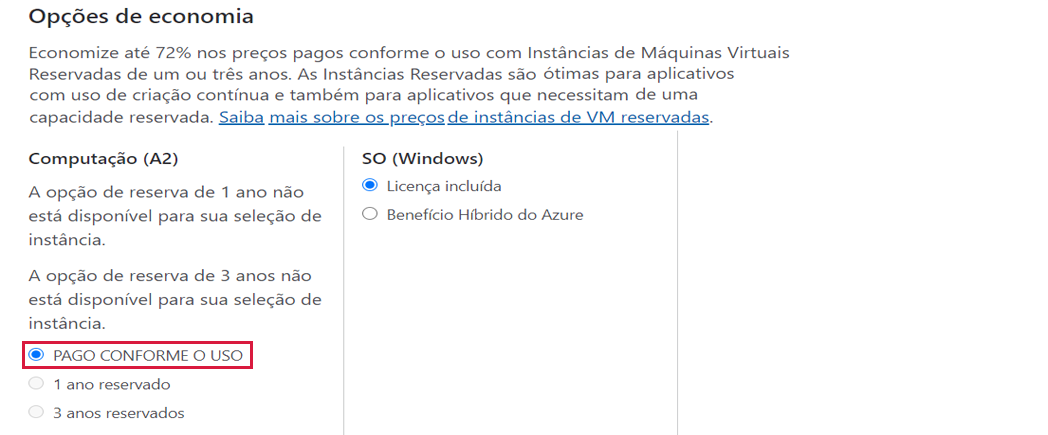 Opções de economia
Economize até 72% nos preços pagos conforme o uso com Instâncias de Máquinas Virtuais
Reservadas de um ou três anos. As Instâncias Reservadas são ótimas para aplicativos
com uso de criação contínua e também para aplicativos que necessitam de uma
capacidade reservada. Saiba mais sobre os preços de instâncias de VM reservadas.
Computação (A2)
A opção de reserva de 1 ano não
está disponível para sua seleção de
instância.
A opção de reserva de 3 anos não
está disponível para sua seleção de
instância.
PAGO CONFORME O USO
1 ano reservado
3 anos reservados
SO (Windows)
Licença incluída
Benefício Híbrido do Azure